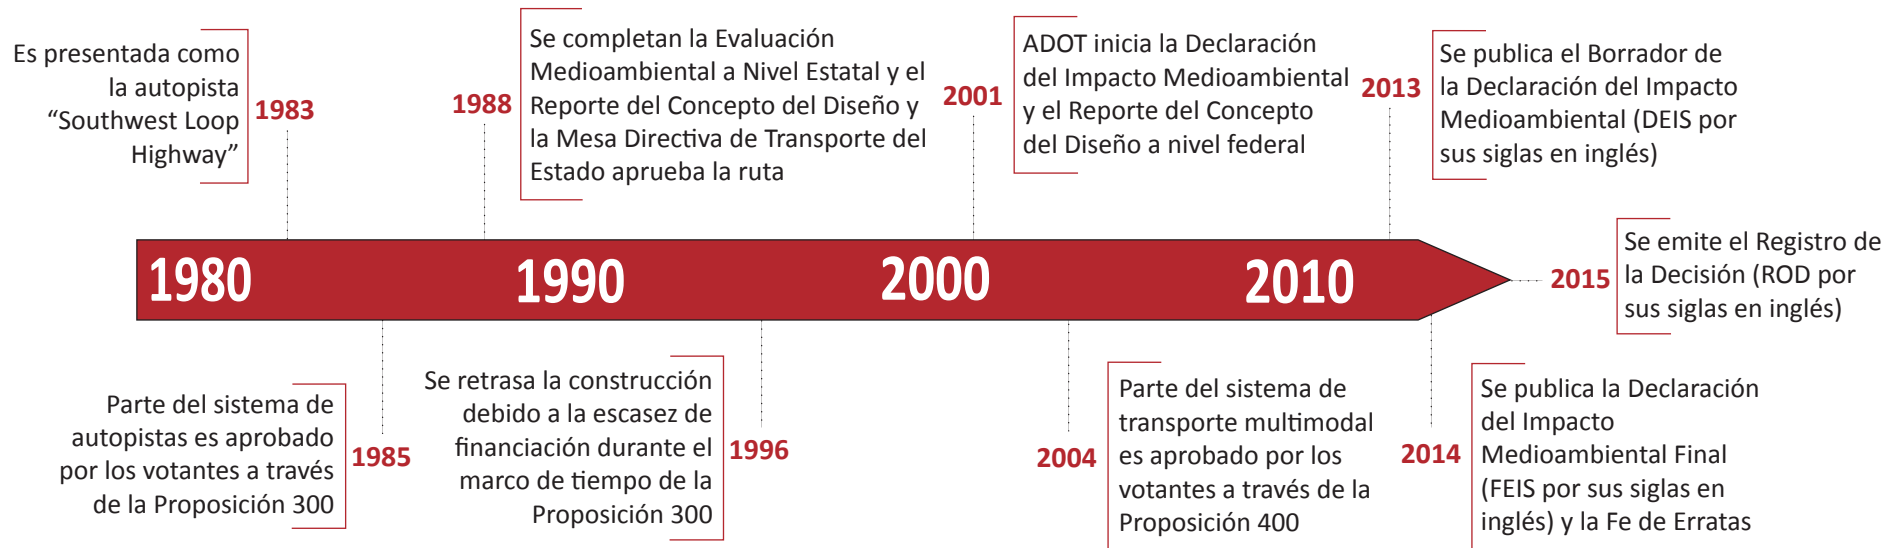 Es presentada como
la autopista
“Southwest Loop
Highway”
1983
1988
Se completan la Evaluación
Medioambiental a Nivel Estatal y el
Reporte del Concepto del Diseño y
la Mesa Directiva de Transporte del
Estado aprueba la ruta
2001
ADOT inicia la Declaración
del Impacto Medioambiental
y el Reporte del Concepto
del Diseño a nivel federal
2013
Se publica el Borrador de
la Declaración del Impacto
Medioambiental (DEIS por
sus siglas en inglés)
1980
1990
2000
2010
2015
Se emite el Registro de
la Decisión (ROD por
sus siglas en inglés)
Parte del sistema de
autopistas es aprobado
por los votantes a través
de la Proposición 300
1985
Se retrasa la construcción
debido a la escasez de
financiación durante el
marco de tiempo de la
Proposición 300
1996
2004
Parte del sistema de
transporte multimodal
es aprobado por los
votantes a través de la
Proposición 400
2014
Se publica la Declaración
del Impacto
Medioambiental Final
(FEIS por sus siglas en
inglés) y la Fe de Erratas